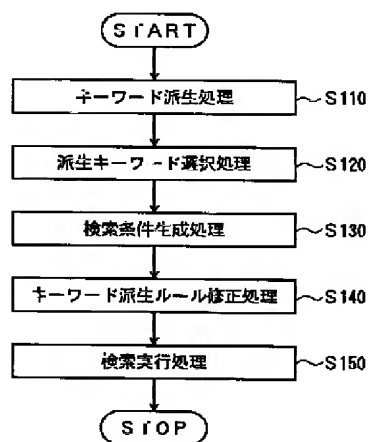 START
キーワード派生処理 S110
派生キーワード選択処理 S120
検索条件生成処理 S130
キーワード派生ルール修正処理 S140
検索実行処理 S150
STOP